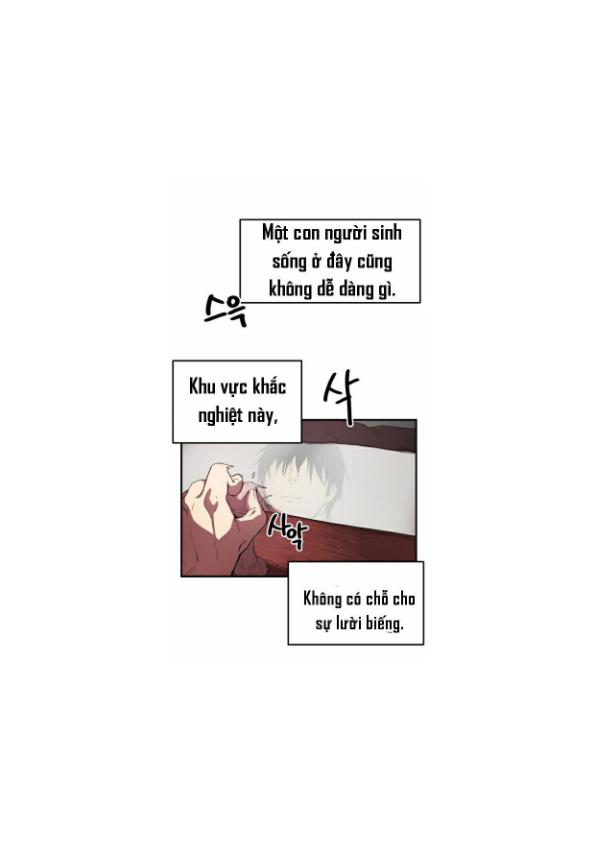 Một con người sinh
sống ở đây cũng
không dễ dàng gì.
스윽
Khu vực khắc
nghiệt này,
삭
사악
Không có chỗ cho
sự lười biếng.